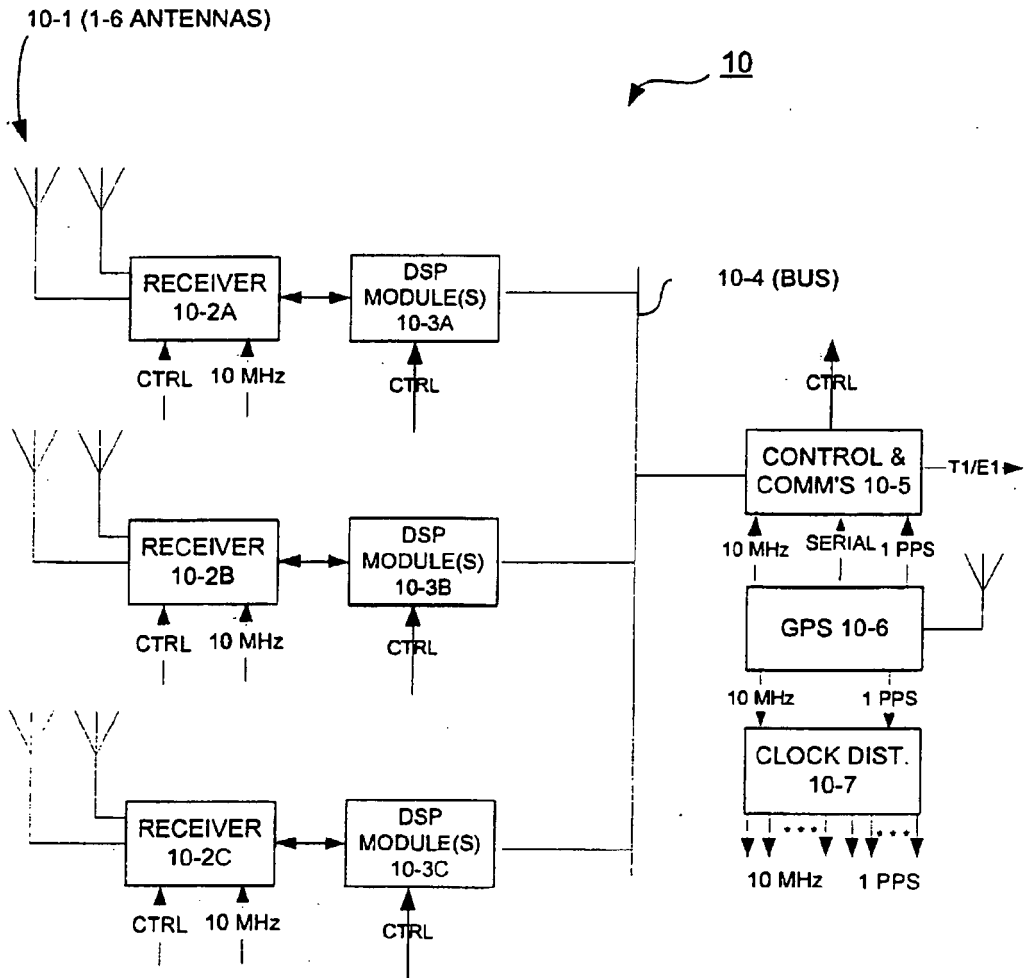 10-1 (1-6 ANTENNAS)
10
RECEIVER
10-2A
DSP
MODULE(S)
10-3A
10-4 (BUS)
CTRL
10 MHz
CTRL
CTRL
CONTROL &
COMM'S 10-5
T1/E1
10 MHz
SERIAL
1 PPS
RECEIVER
10-2B
DSP
MODULE(S)
10-3B
CTRL
10 MHz
CTRL
GPS 10-6
10 MHz
1 PPS
CLOCK DIST.
10-7
10 MHz
1 PPS
RECEIVER
10-2C
DSP
MODULE(S)
10-3C
CTRL
10 MHz
CTRL